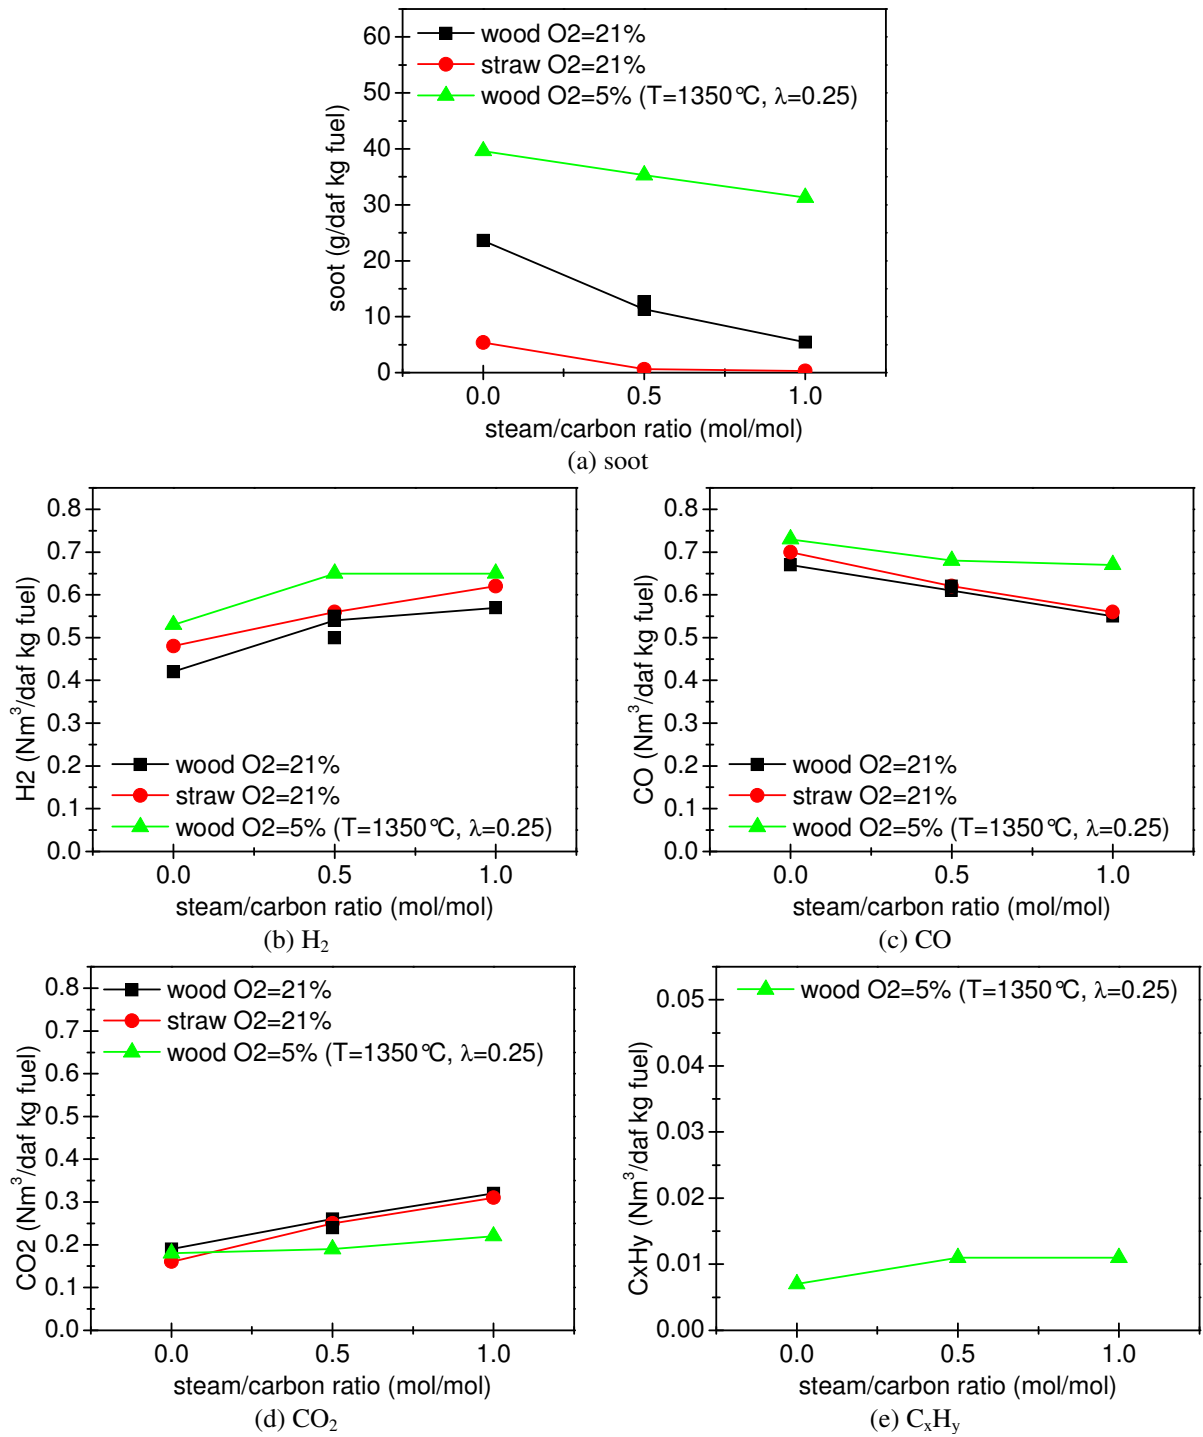 60
50
40
30
20
10
0
soot (g/daf kg fuel)
wood O2=21%
straw O2=21%
wood O2=5% (T=1350°C, λ=0.25)
0.0 0.5 1.0
steam/carbon ratio (mol/mol)
(a) soot
0.8
0.7
0.6
0.5
0.4
0.3
0.2
0.1
0.0
H2 (Nm³/daf kg fuel)
wood O2=21%
straw O2=21%
wood O2=5% (T=1350°C, λ=0.25)
0.0 0.5 1.0
steam/carbon ratio (mol/mol)
(b) H₂
0.8
0.7
0.6
0.5
0.4
0.3
0.2
0.1
0.0
CO (Nm³/daf kg fuel)
wood O2=21%
straw O2=21%
wood O2=5% (T=1350°C, λ=0.25)
0.0 0.5 1.0
steam/carbon ratio (mol/mol)
(c) CO
0.8
0.7
0.6
0.5
0.4
0.3
0.2
0.1
0.0
CO2 (Nm³/daf kg fuel)
wood O2=21%
straw O2=21%
wood O2=5% (T=1350°C, λ=0.25)
0.0 0.5 1.0
steam/carbon ratio (mol/mol)
(d) CO₂
0.05
0.04
0.03
0.02
0.01
0.00
CxHy (Nm³/daf kg fuel)
wood O2=5% (T=1350°C, λ=0.25)
0.0 0.5 1.0
steam/carbon ratio (mol/mol)
(e) CₓHᵧ